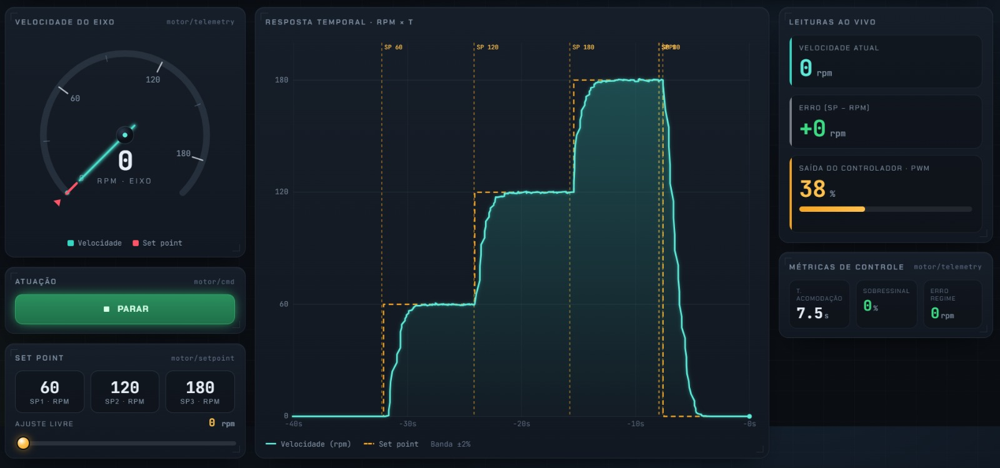 VELOCIDADE DO EIXO motor/telemetry
60
120
180
0
0
RPM · EIXO
Velocidade Set point
ATUAÇÃO motor/cmd
PARAR
SET POINT motor/setpoint
60 120 180
SP1 · RPM SP2 · RPM SP3 · RPM
AJUSTE LIVRE 0 rpm
RESPOSTA TEMPORAL · RPM × T
SP 60 SP 120 SP 180
180
120
60
0
-40s -30s -20s -10s -0s
Velocidade (rpm) Set point Banda ±2%
LEITURAS AO VIVO
VELOCIDADE ATUAL
0 rpm
ERRO (SP – RPM)
+0 rpm
SAÍDA DO CONTROLADOR · PWM
38 %
MÉTRICAS DE CONTROLE motor/telemetry
T. ACOMODAÇÃO
7.5 s
SOBRESSINAL
0 %
ERRO REGIME
0 rpm